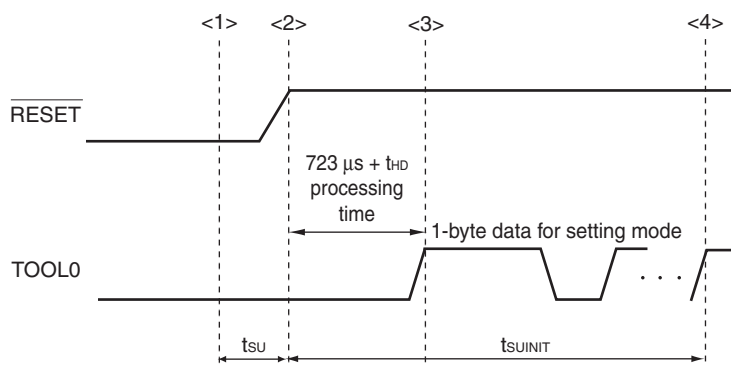 <1> <2> <3> <4>
RESET
723 μs + tHD
processing
time
1-byte data for setting mode
TOOL0
. . .
tSU
tSUINIT